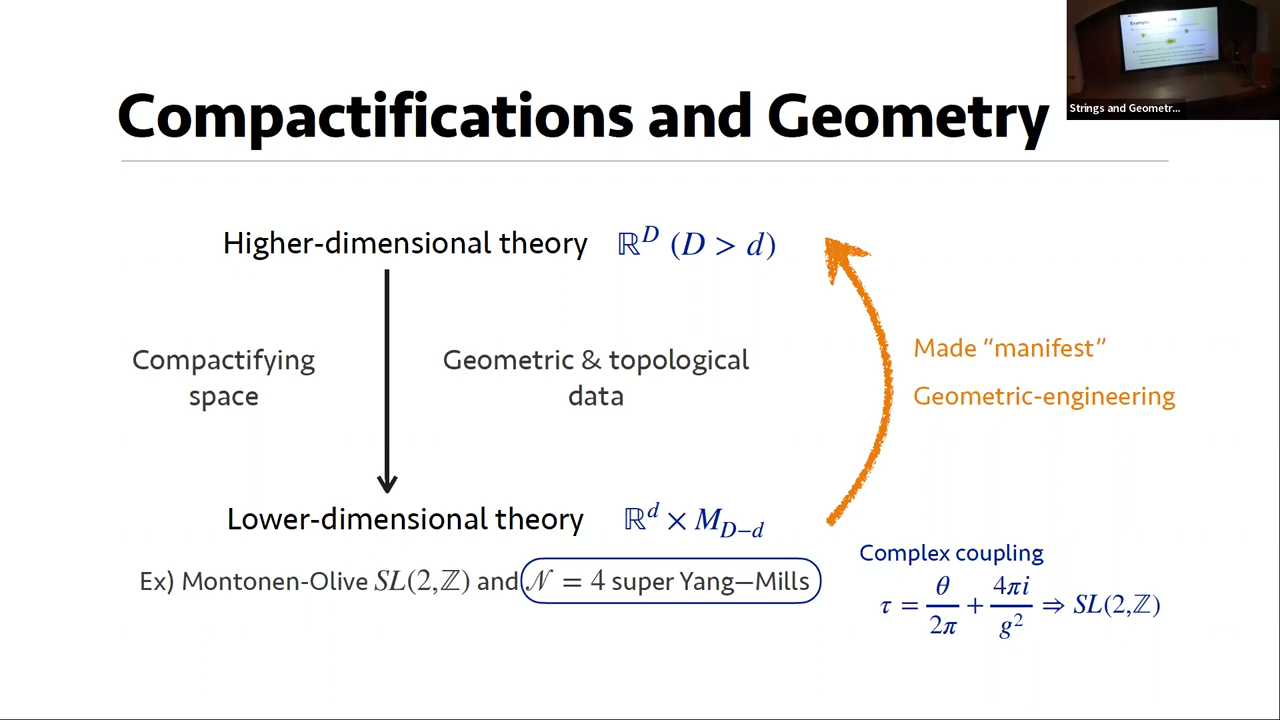 Compactifications and Geometry
Strings and Geometr...
Example
Higher-dimensional theory ℝ^D (D > d)
Compactifying
space
Geometric & topological
data
Made “manifest”
Geometric-engineering
Lower-dimensional theory ℝ^d × M_{D−d}
Ex) Montonen-Olive SL(2,ℤ) and 𝒩 = 4 super Yang—Mills
Complex coupling
τ = θ/2π + 4πi/g² ⇒ SL(2,ℤ)